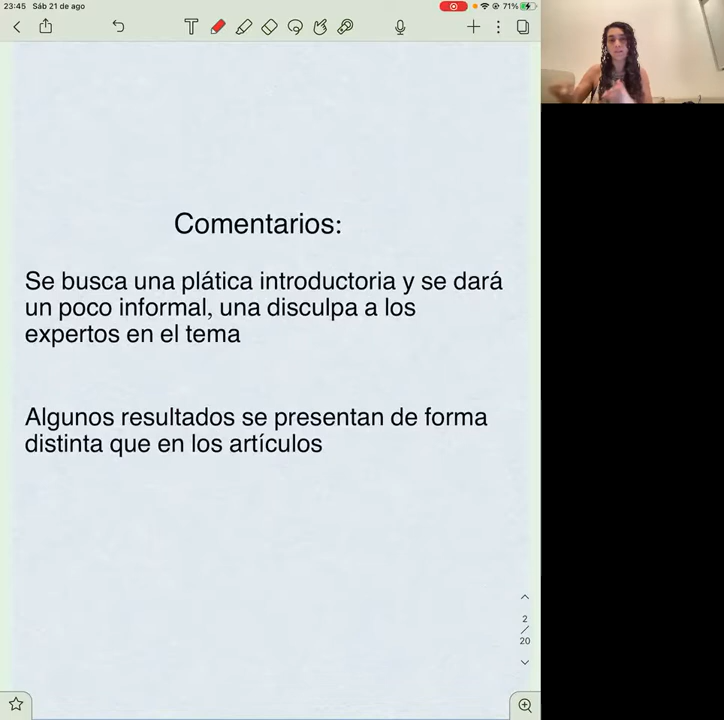 23:45 Sáb 21 de ago
71%
Comentarios:
Se busca una plática introductoria y se dará
un poco informal, una disculpa a los
expertos en el tema
Algunos resultados se presentan de forma
distinta que en los artículos
2
/
20